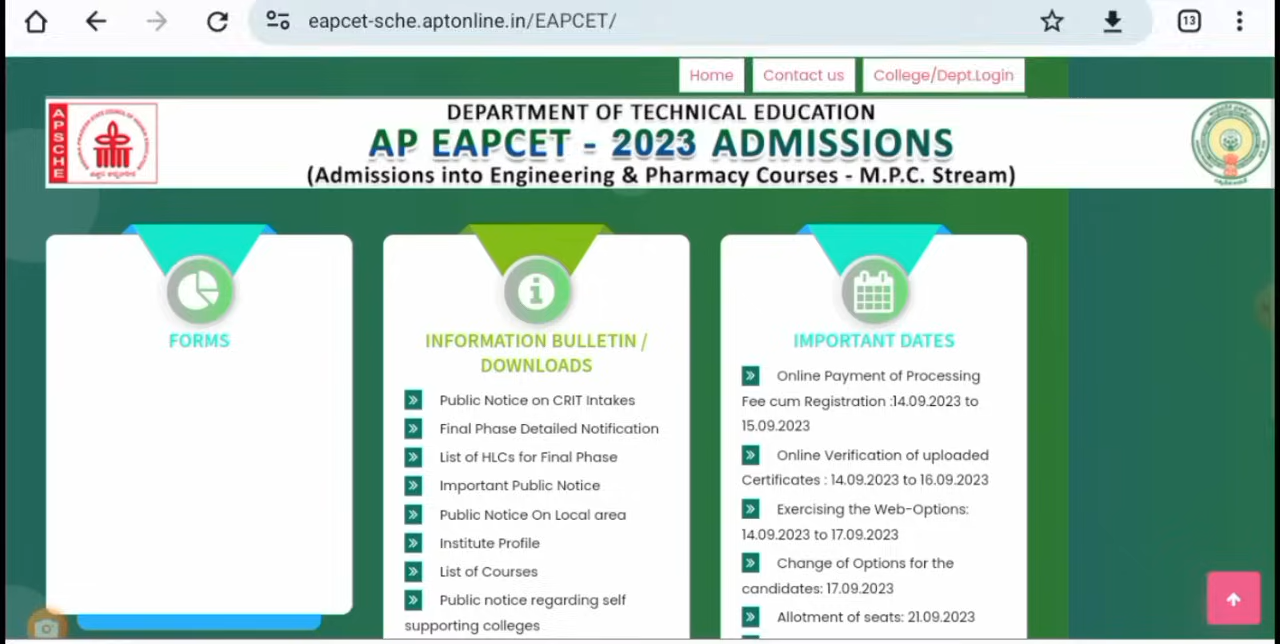 eapcet-sche.aptonline.in/EAPCET/
13
Home
Contact us
College/Dept.Login
APSCHE
DEPARTMENT OF TECHNICAL EDUCATION
AP EAPCET - 2023 ADMISSIONS
(Admissions into Engineering & Pharmacy Courses - M.P.C. Stream)
FORMS
INFORMATION BULLETIN /
DOWNLOADS
Public Notice on CRIT Intakes
Final Phase Detailed Notification
List of HLCs for Final Phase
Important Public Notice
Public Notice On Local area
Institute Profile
List of Courses
Public notice regarding self
supporting colleges
IMPORTANT DATES
Online Payment of Processing
Fee cum Registration :14.09.2023 to
15.09.2023
Online Verification of uploaded
Certificates : 14.09.2023 to 16.09.2023
Exercising the Web-Options:
14.09.2023 to 17.09.2023
Change of Options for the
candidates: 17.09.2023
Allotment of seats: 21.09.2023